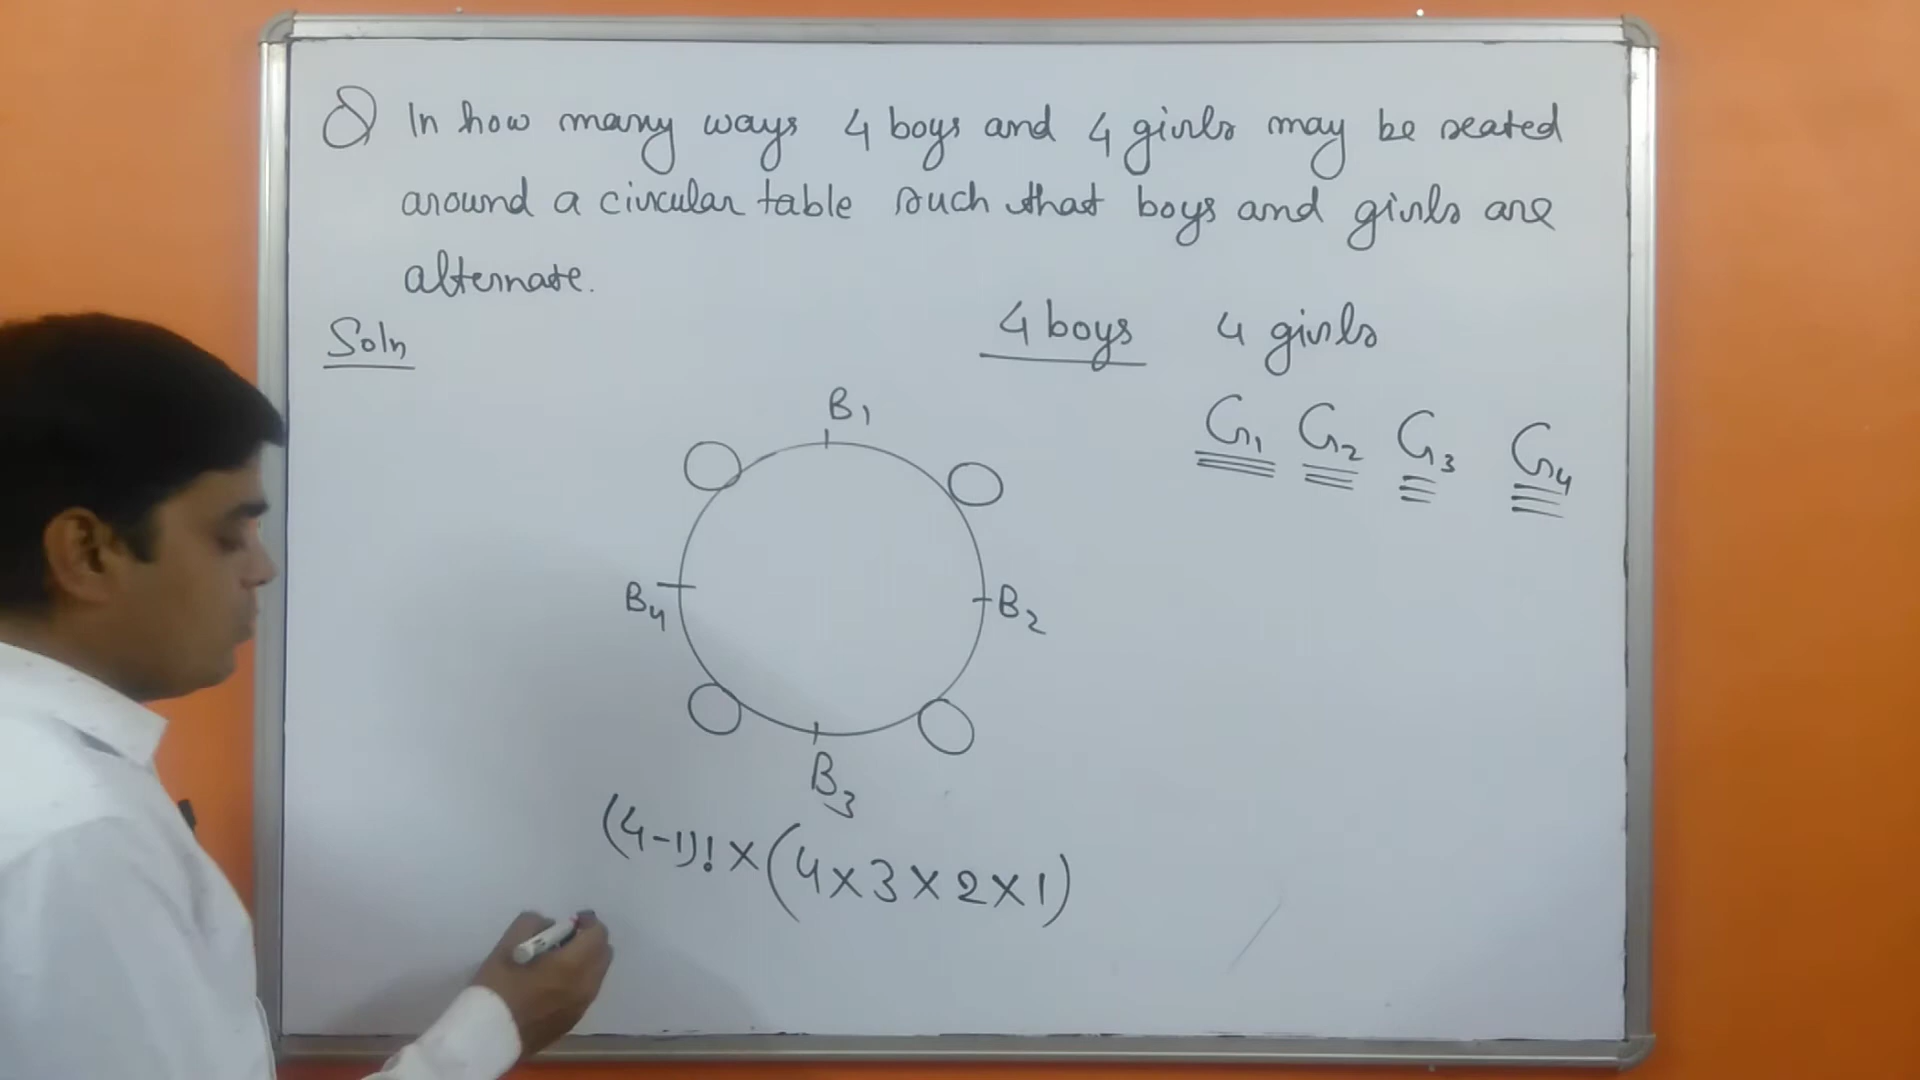 Q In how many ways 4 boys and 4 girls may be seated
around a circular table such that boys and girls are
alternate.
Soln
4 boys 4 girls
G1 G2 G3 G4
B1
B4
B2
B3
(4-1)! × (4×3×2×1)